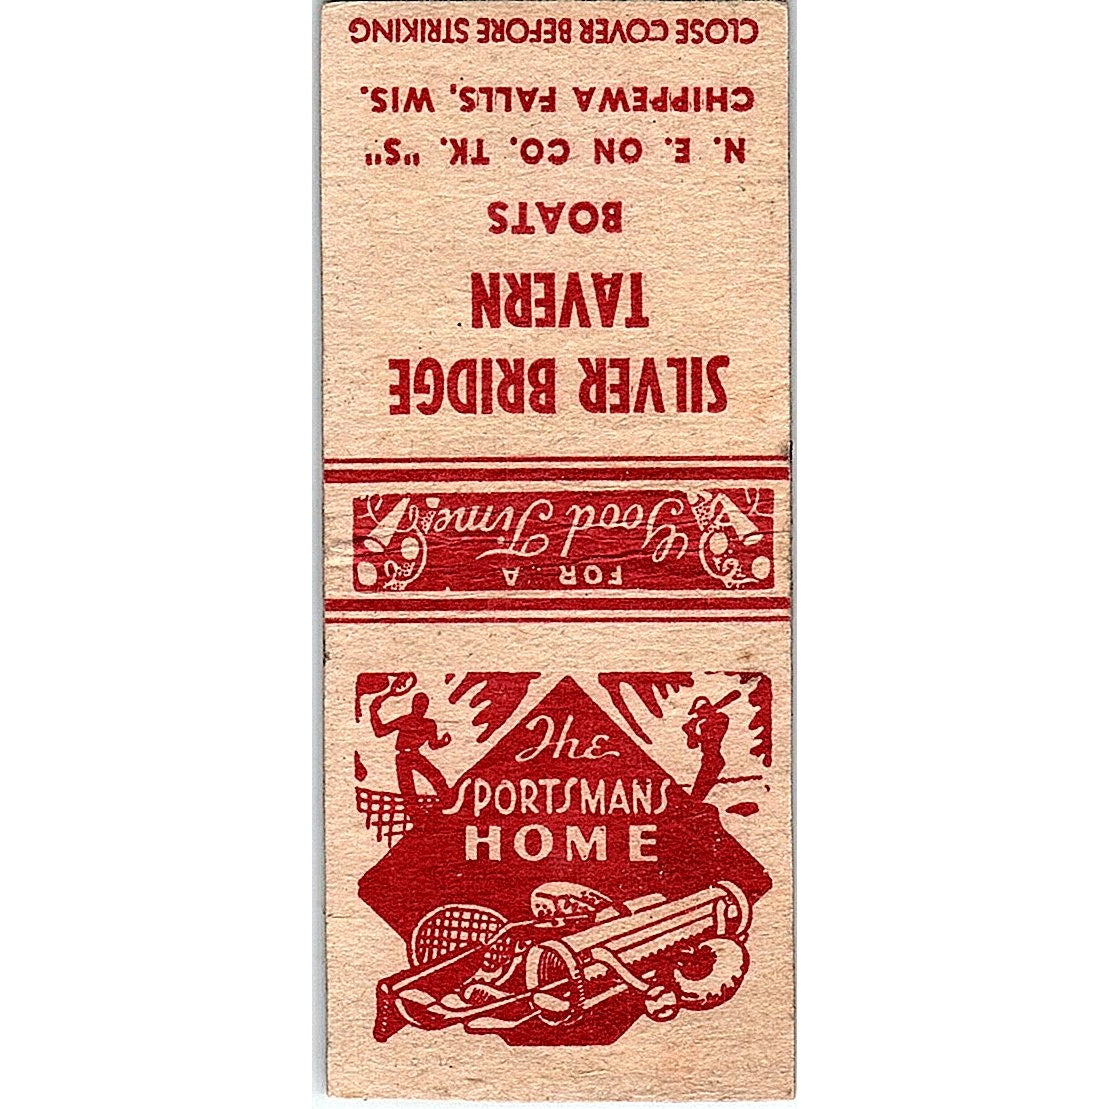 The
SPORTSMANS
HOME
FOR A
Good Time
SILVER BRIDGE
TAVERN
BOATS
N. E. ON CO. TK. "S"
CHIPPEWA FALLS, WIS.
CLOSE COVER BEFORE STRIKING